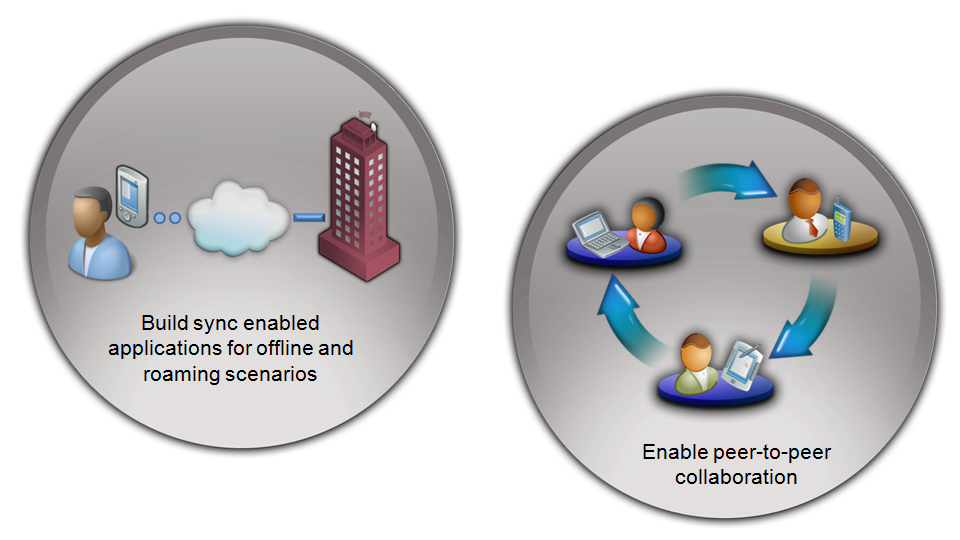 Build sync enabled
applications for offline and
roaming scenarios
Enable peer-to-peer
collaboration